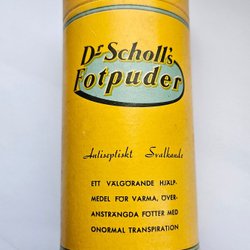 Dr Scholl's
Fotpuder
Antiseptiskt Svalkande
ETT VÄLGÖRANDE HJÄLP-
MEDEL FÖR VARMA, ÖVER-
ANSTRÄNGDA FÖTTER MED
ONORMAL TRANSPIRATION